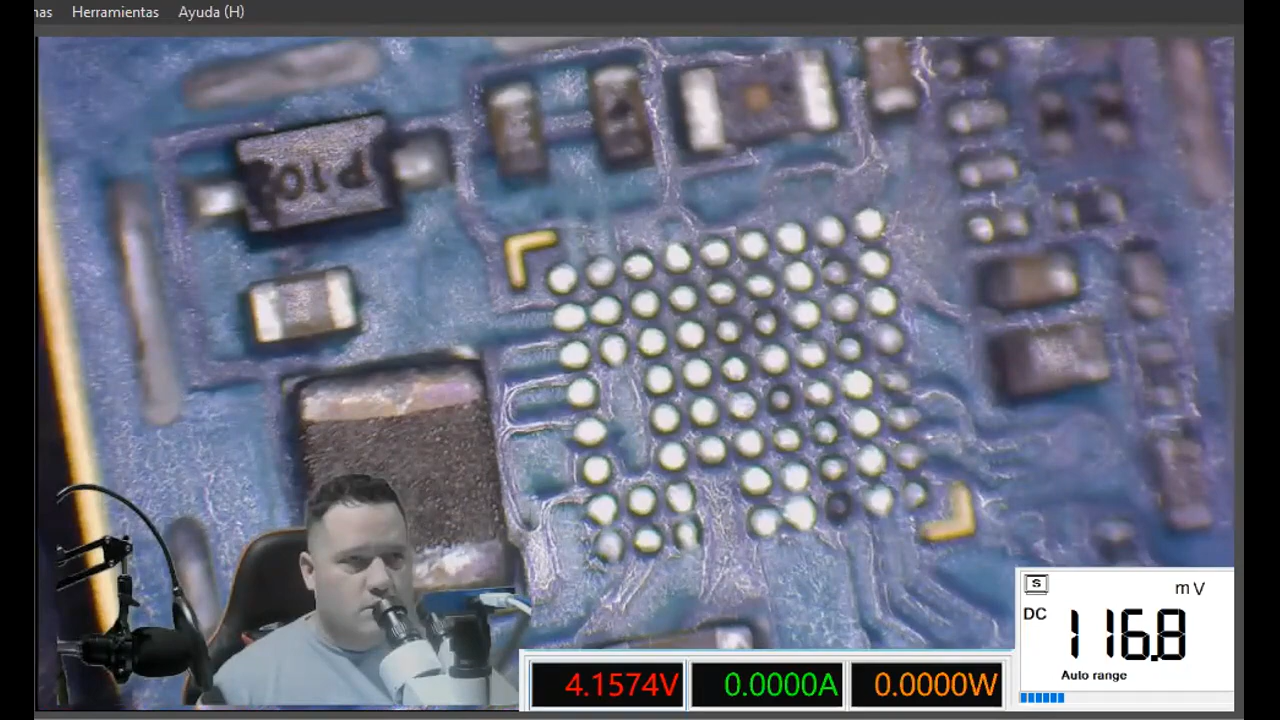 nas Herramientas Ayuda (H)
P10
S
mV
DC
116.8
Auto range
4.1574V 0.0000A 0.0000W